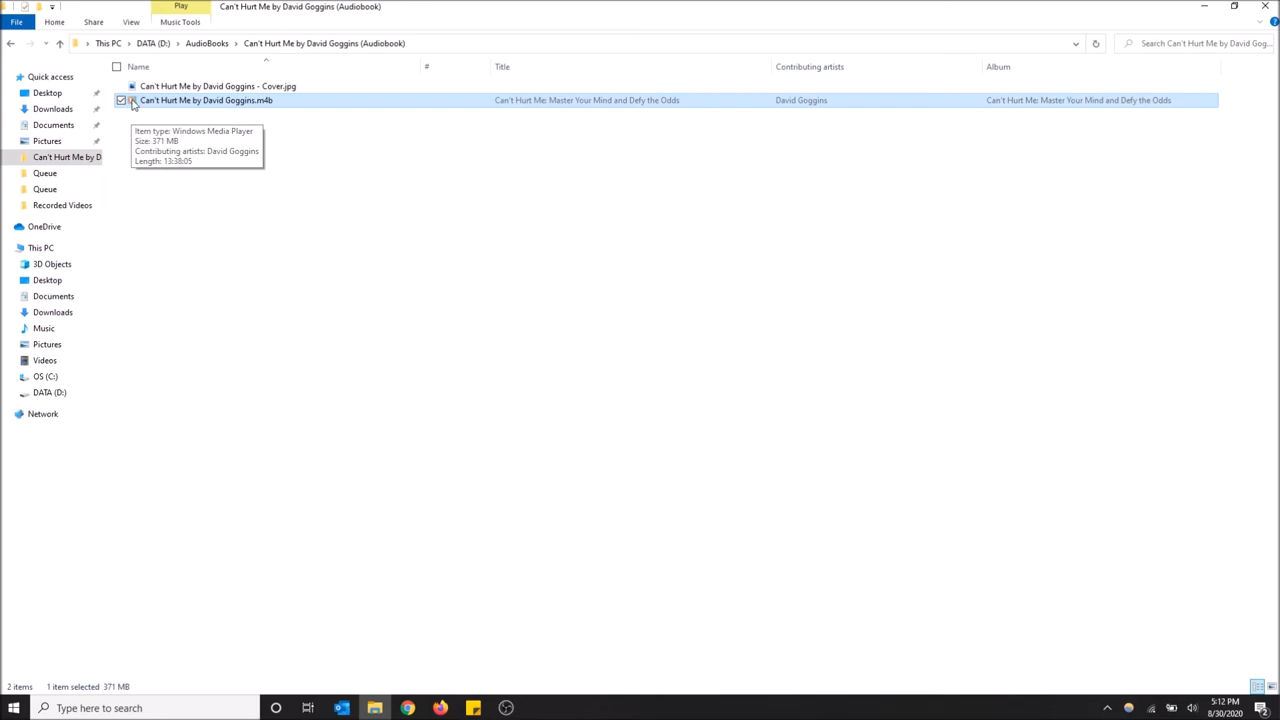 Play
Can't Hurt Me by David Goggins (Audiobook)
File Home Share View Music Tools
This PC DATA (D:) AudioBooks Can't Hurt Me by David Goggins (Audiobook)
Search Can't Hurt Me by David Gog...
Name # Title Contributing artists Album
Can't Hurt Me by David Goggins - Cover.jpg
Can't Hurt Me by David Goggins.m4b Can't Hurt Me: Master Your Mind and Defy the Odds David Goggins Can't Hurt Me: Master Your Mind and Defy the Odds
Item type: Windows Media Player
Size: 371 MB
Contributing artists: David Goggins
Length: 13:38:05
Quick access
Desktop
Downloads
Documents
Pictures
Can't Hurt Me by D
Queue
Queue
Recorded Videos
OneDrive
This PC
3D Objects
Desktop
Documents
Downloads
Music
Pictures
Videos
OS (C:)
DATA (D:)
Network
2 items 1 item selected 371 MB
Type here to search
5:12 PM
8/30/2020
2